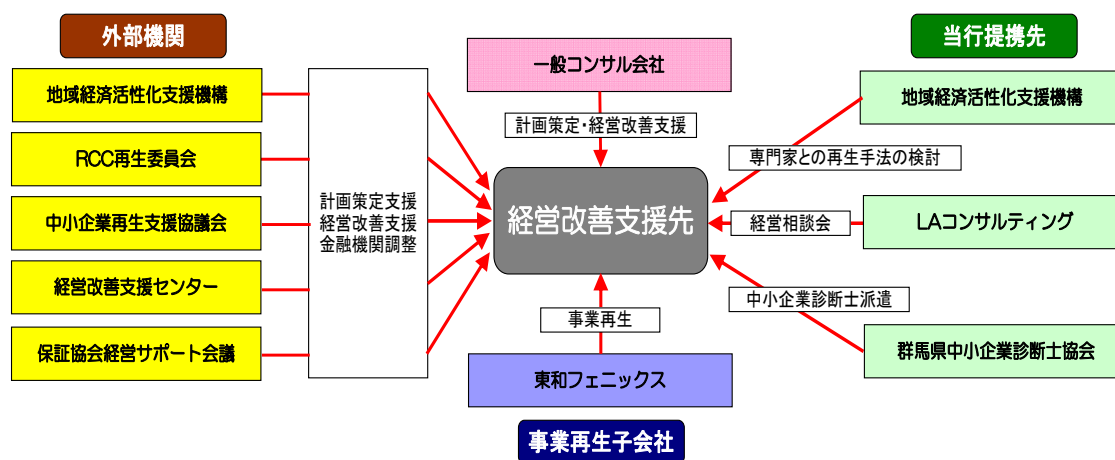 外部機関
地域経済活性化支援機構
RCC再生委員会
中小企業再生支援協議会
経営改善支援センター
保証協会経営サポート会議
計画策定支援
経営改善支援
金融機関調整
一般コンサル会社
計画策定・経営改善支援
経営改善支援先
事業再生
東和フェニックス
事業再生子会社
当行提携先
地域経済活性化支援機構
専門家との再生手法の検討
LAコンサルティング
経営相談会
中小企業診断士派遣
群馬県中小企業診断士協会